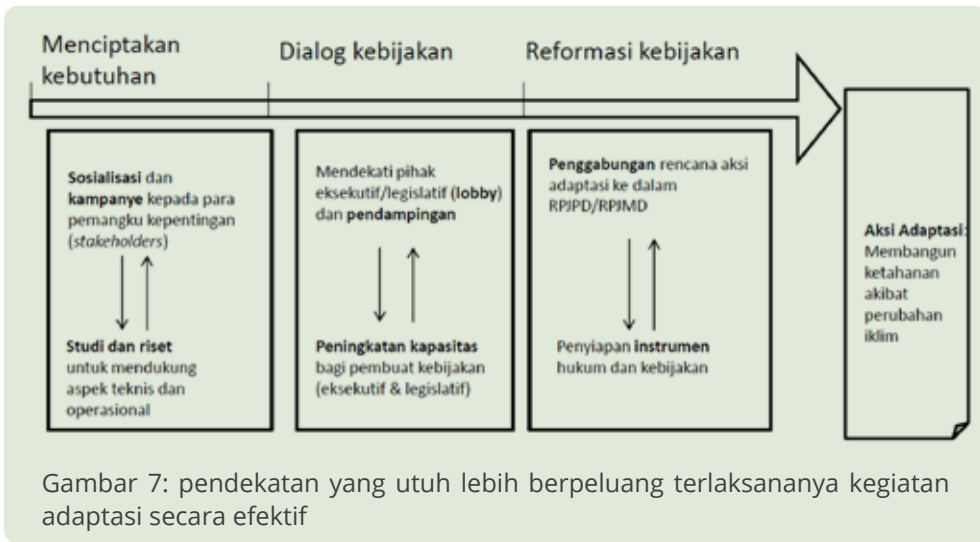 Menciptakan
kebutuhan
Dialog kebijakan
Reformasi kebijakan
Sosialisasi dan
kampanye kepada para
pemangku kepentingan
(stakeholders)
Studi dan riset
untuk mendukung
aspek teknis dan
operasional
Mendekati pihak
eksekutif/legislatif (lobby)
dan pendampingan
Peningkatan kapasitas
bagi pembuat kebijakan
(eksekutif & legislatif)
Penggabungan rencana aksi
adaptasi ke dalam
RPJPD/RPJMD
Penyiapan instrumen
hukum dan kebijakan
Aksi Adaptasi:
Membangun
ketahanan
akibat
perubahan
iklim
Gambar 7: pendekatan yang utuh lebih berpeluang terlaksananya kegiatan
adaptasi secara efektif